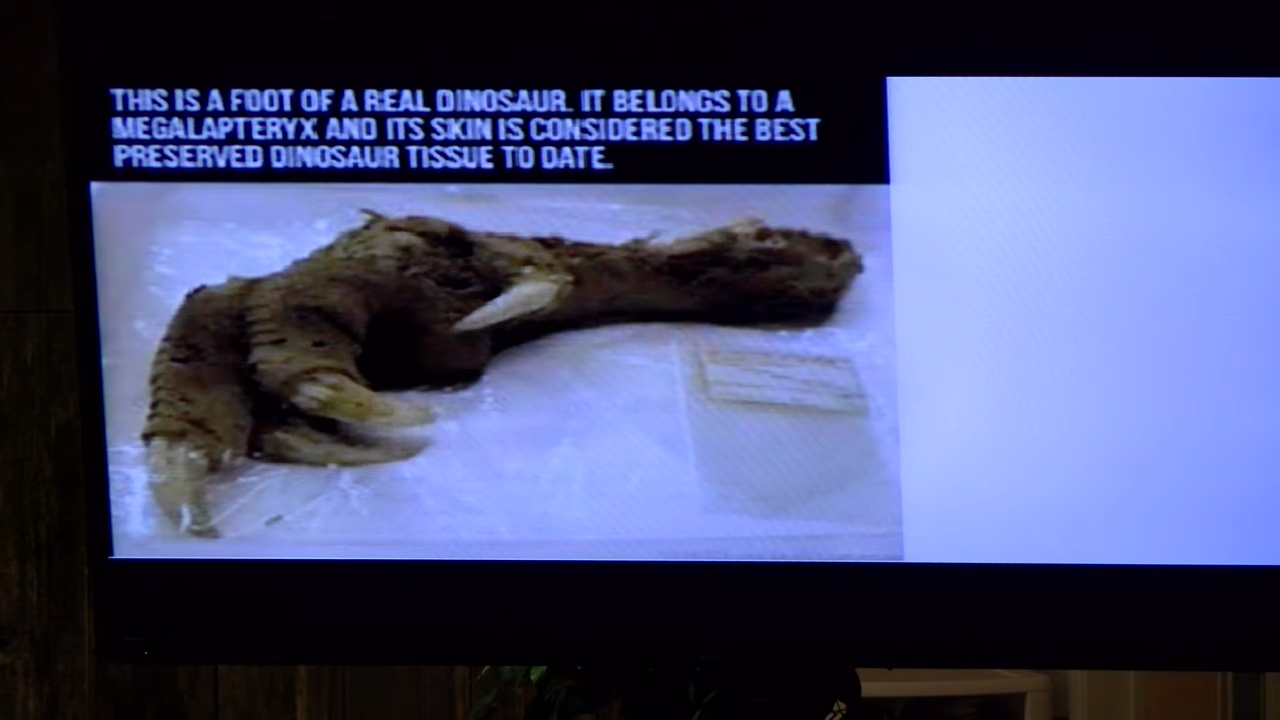 THIS IS A FOOT OF A REAL DINOSAUR. IT BELONGS TO A
MEGALAPTERYX AND ITS SKIN IS CONSIDERED THE BEST
PRESERVED DINOSAUR TISSUE TO DATE.